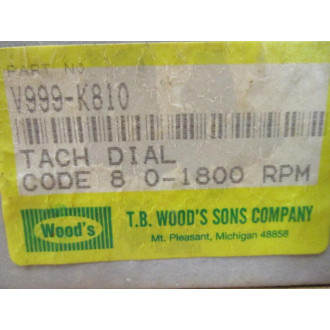 PART NO
V999-K810
TACH DIAL
CODE 8 0-1800 RPM
Wood's
T.B. WOOD'S SONS COMPANY
Mt. Pleasant, Michigan 48858